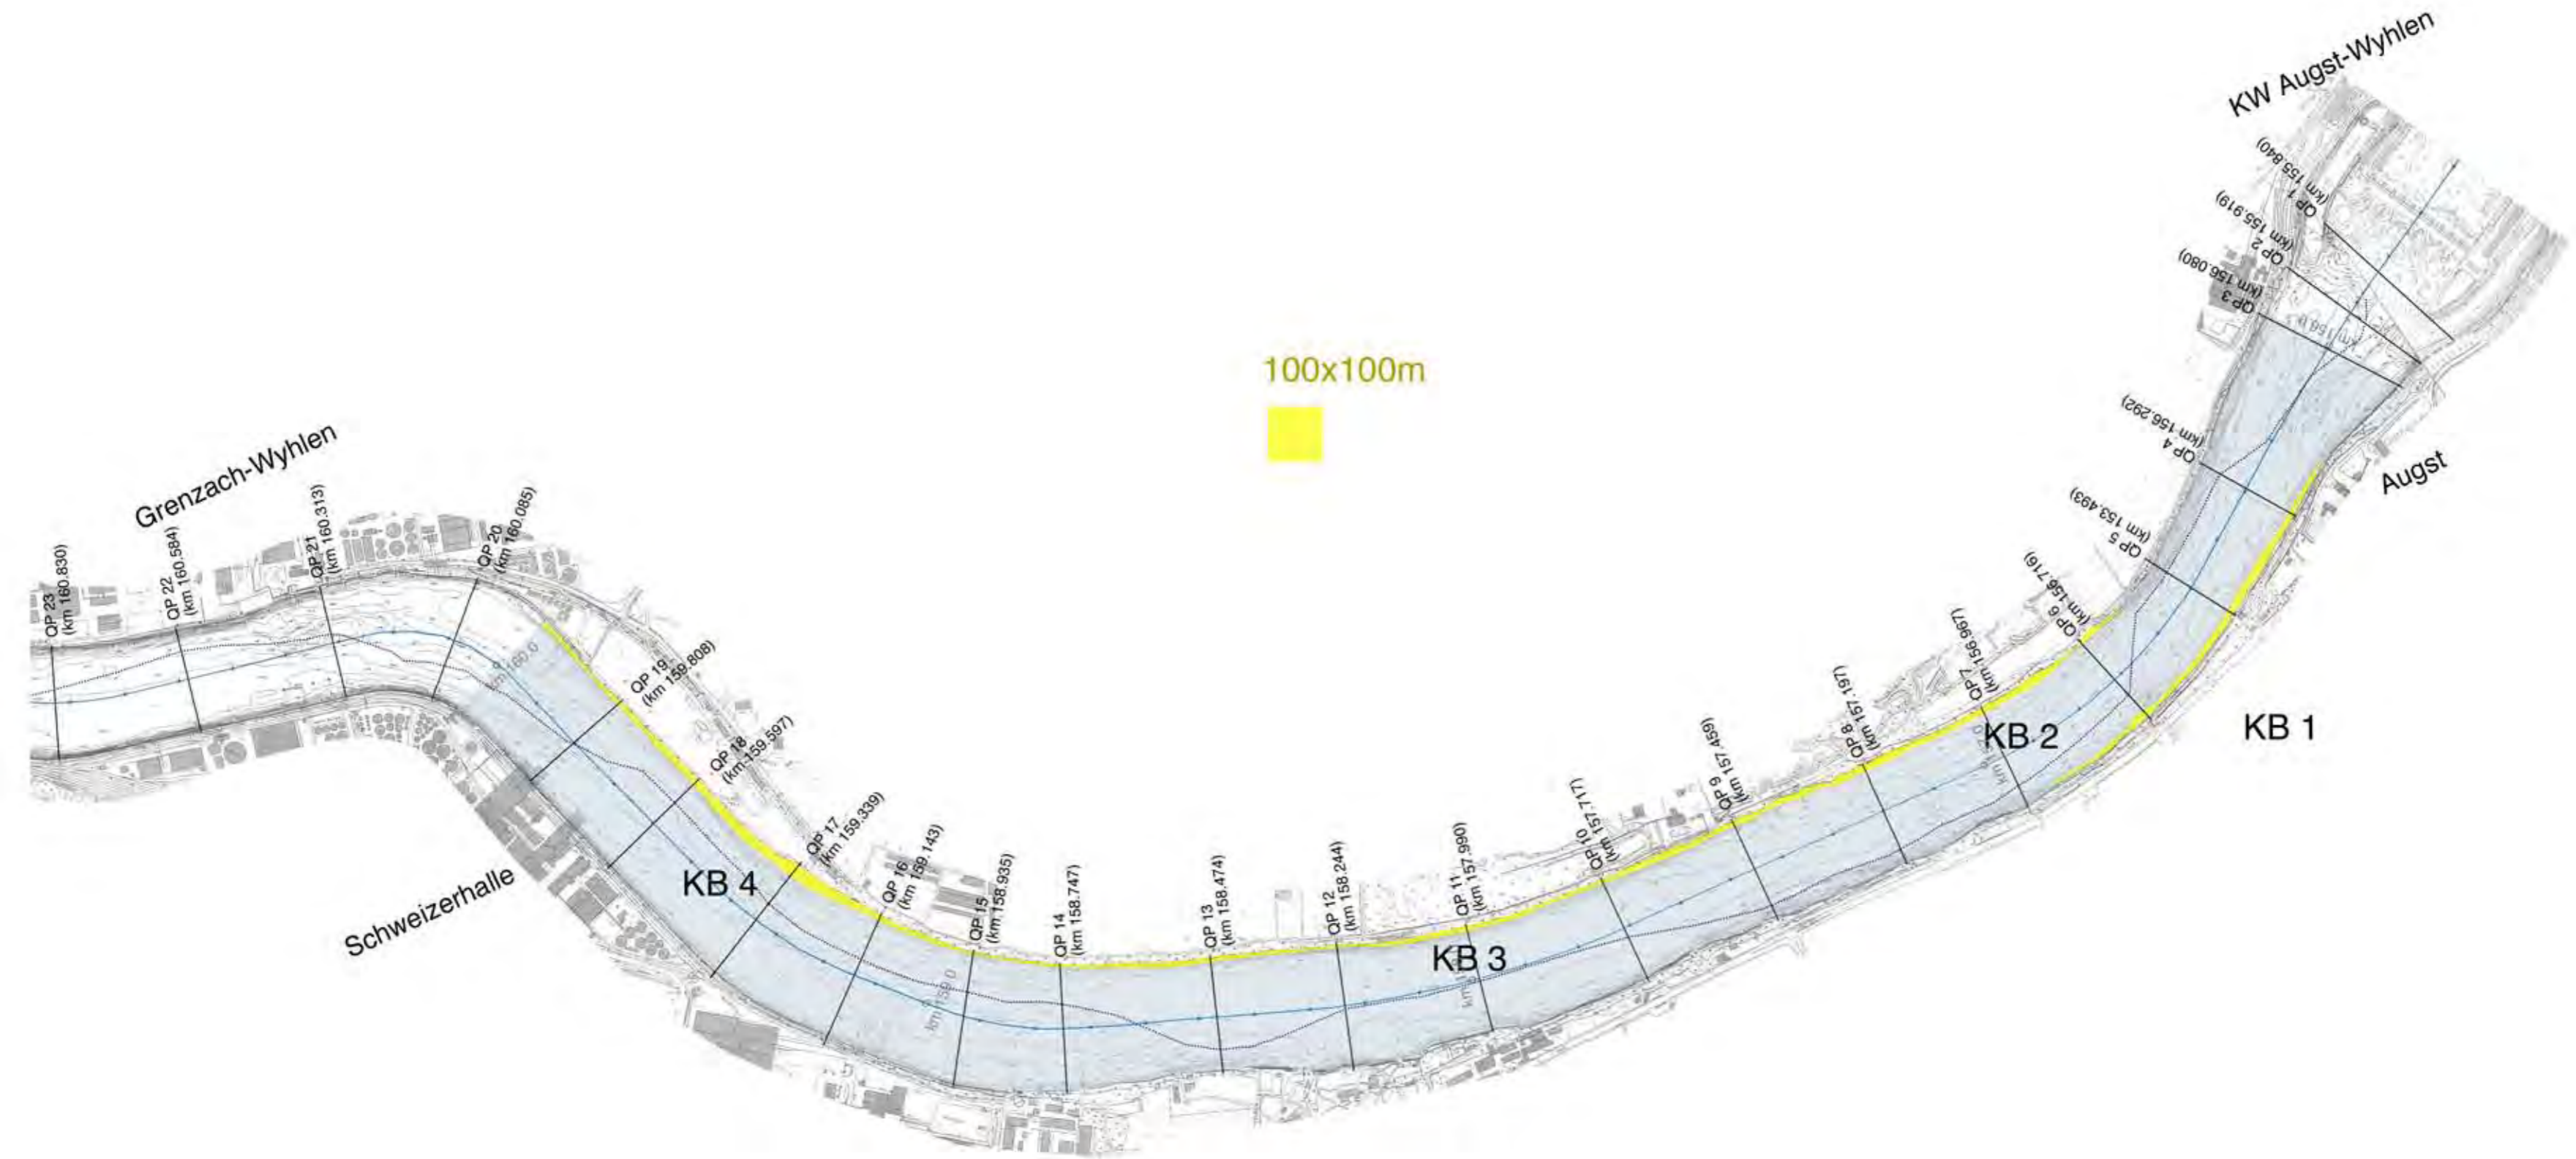 KW Augst-Wyhlen
QP 1
(km 155.840)
QP 2
(km 155.919)
QP 3
(km 156.080)
km 156.0
QP 4
(km 156.292)
Augst
QP 5
(km 153.493)
QP 6
(km 156.716)
KB 1
QP 7
(km 156.967)
KB 2
QP 8
(km 157.197)
QP 9
(km 157.459)
QP 10
(km 157.717)
QP 11
(km 157.990)
KB 3
QP 12
(km 158.244)
QP 13
(km 158.474)
QP 14
(km 158.747)
QP 15
(km 158.935)
km 159.0
QP 16
(km 159.143)
QP 17
(km 159.339)
KB 4
QP 18
(km 159.597)
QP 19
(km 159.808)
Schweizerhalle
km 160.0
QP 20
(km 160.085)
QP 21
(km 160.313)
QP 22
(km 160.584)
QP 23
(km 160.830)
Grenzach-Wyhlen
100x100m